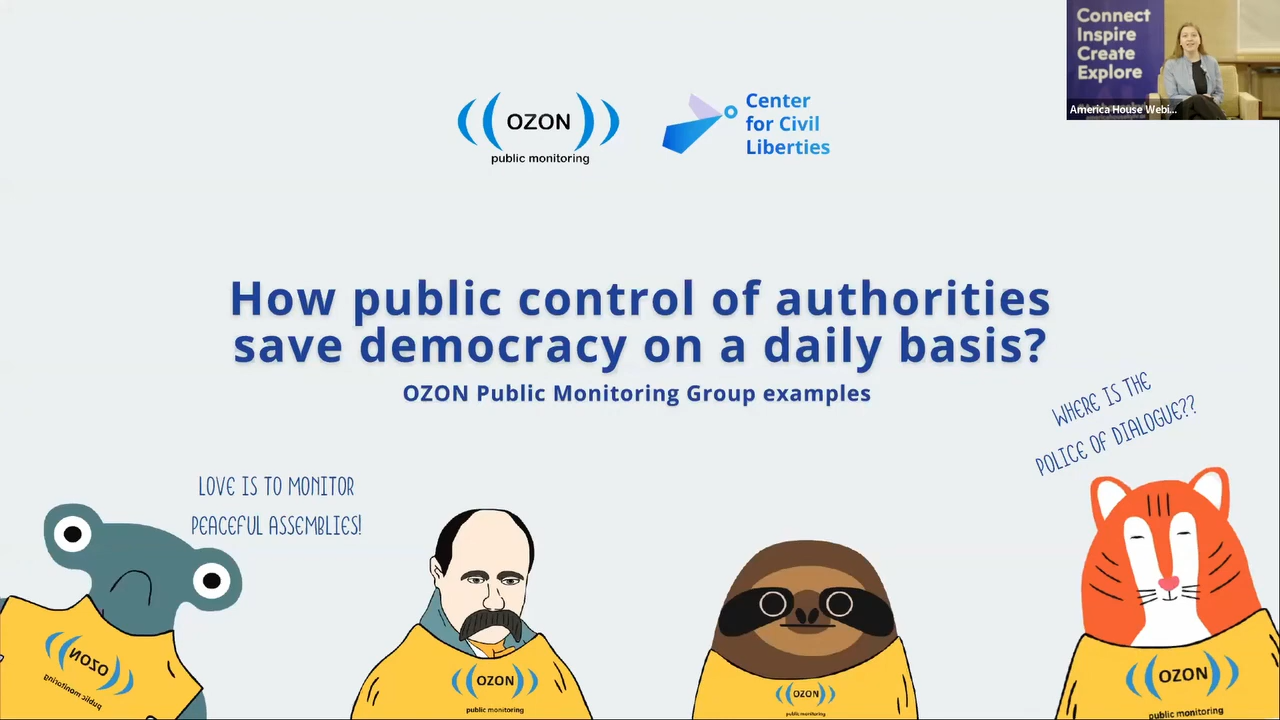 Connect
Inspire
Create
Explore
America House Webi...
((OZON))
public monitoring
Center
for Civil
Liberties
How public control of authorities
save democracy on a daily basis?
OZON Public Monitoring Group examples
WHERE IS THE
POLICE OF DIALOGUE??
LOVE IS TO MONITOR
PEACEFUL ASSEMBLIES!
((OZON))
public monitoring
((OZON))
public monitoring
((OZON))
public monitoring
((OZON))
public monitoring